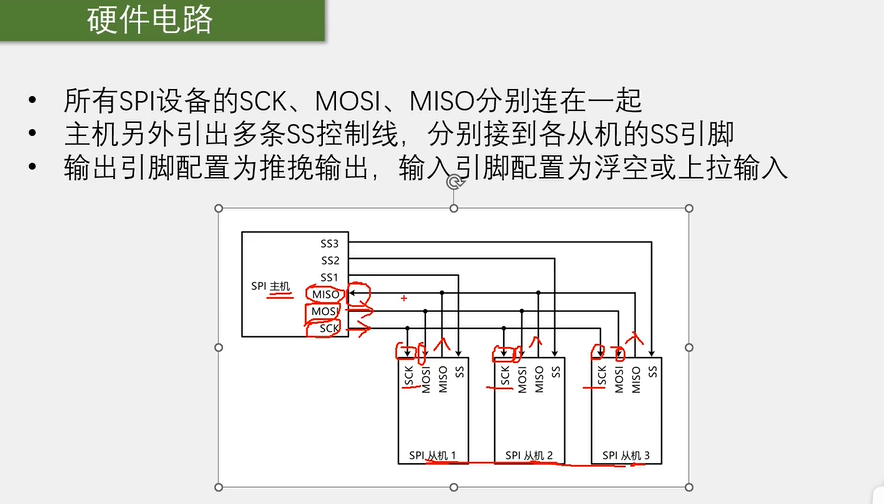 硬件电路
• 所有SPI设备的SCK、MOSI、MISO分别连在一起
• 主机另外引出多条SS控制线，分别接到各从机的SS引脚
• 输出引脚配置为推挽输出，输入引脚配置为浮空或上拉输入
SS3
SS2
SS1
SPI 主机
MISO
MOSI
SCK
SCK MOSI MISO SS
SCK MOSI MISO SS
SCK MOSI MISO SS
SPI 从机 1
SPI 从机 2
SPI 从机 3